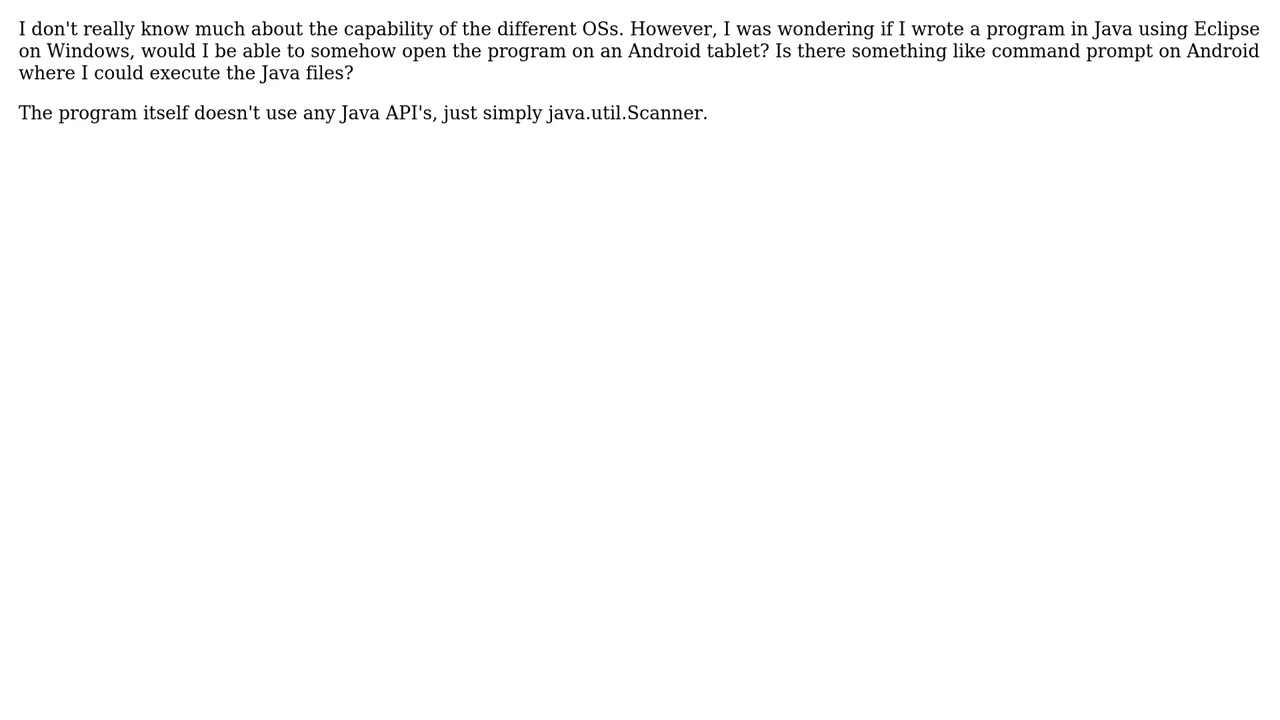 I don't really know much about the capability of the different OSs. However, I was wondering if I wrote a program in Java using Eclipse
on Windows, would I be able to somehow open the program on an Android tablet? Is there something like command prompt on Android
where I could execute the Java files?
The program itself doesn't use any Java API's, just simply java.util.Scanner.